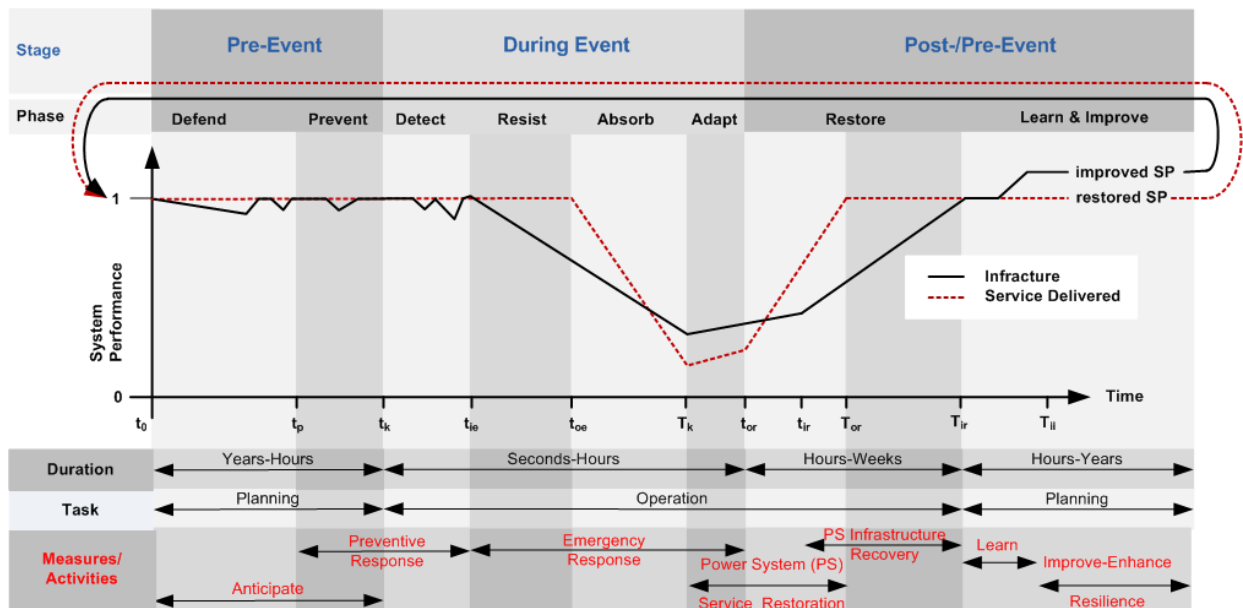 Stage
Pre-Event
During Event
Post-/Pre-Event
Phase
Defend
Prevent
Detect
Resist
Absorb
Adapt
Restore
Learn & Improve
improved SP
1
restored SP
System
Performance
Infracture
Service Delivered
0
Time
t0
tp
tk
tie
toe
Tk
tor
tir
Tor
Tir
Til
Duration
Years-Hours
Seconds-Hours
Hours-Weeks
Hours-Years
Task
Planning
Operation
Planning
Measures/
Activities
Preventive
Response
Emergency
Response
PS Infrastructure
Recovery
Learn
Power System (PS)
Service Restoration
Improve-Enhance
Resilience
Anticipate